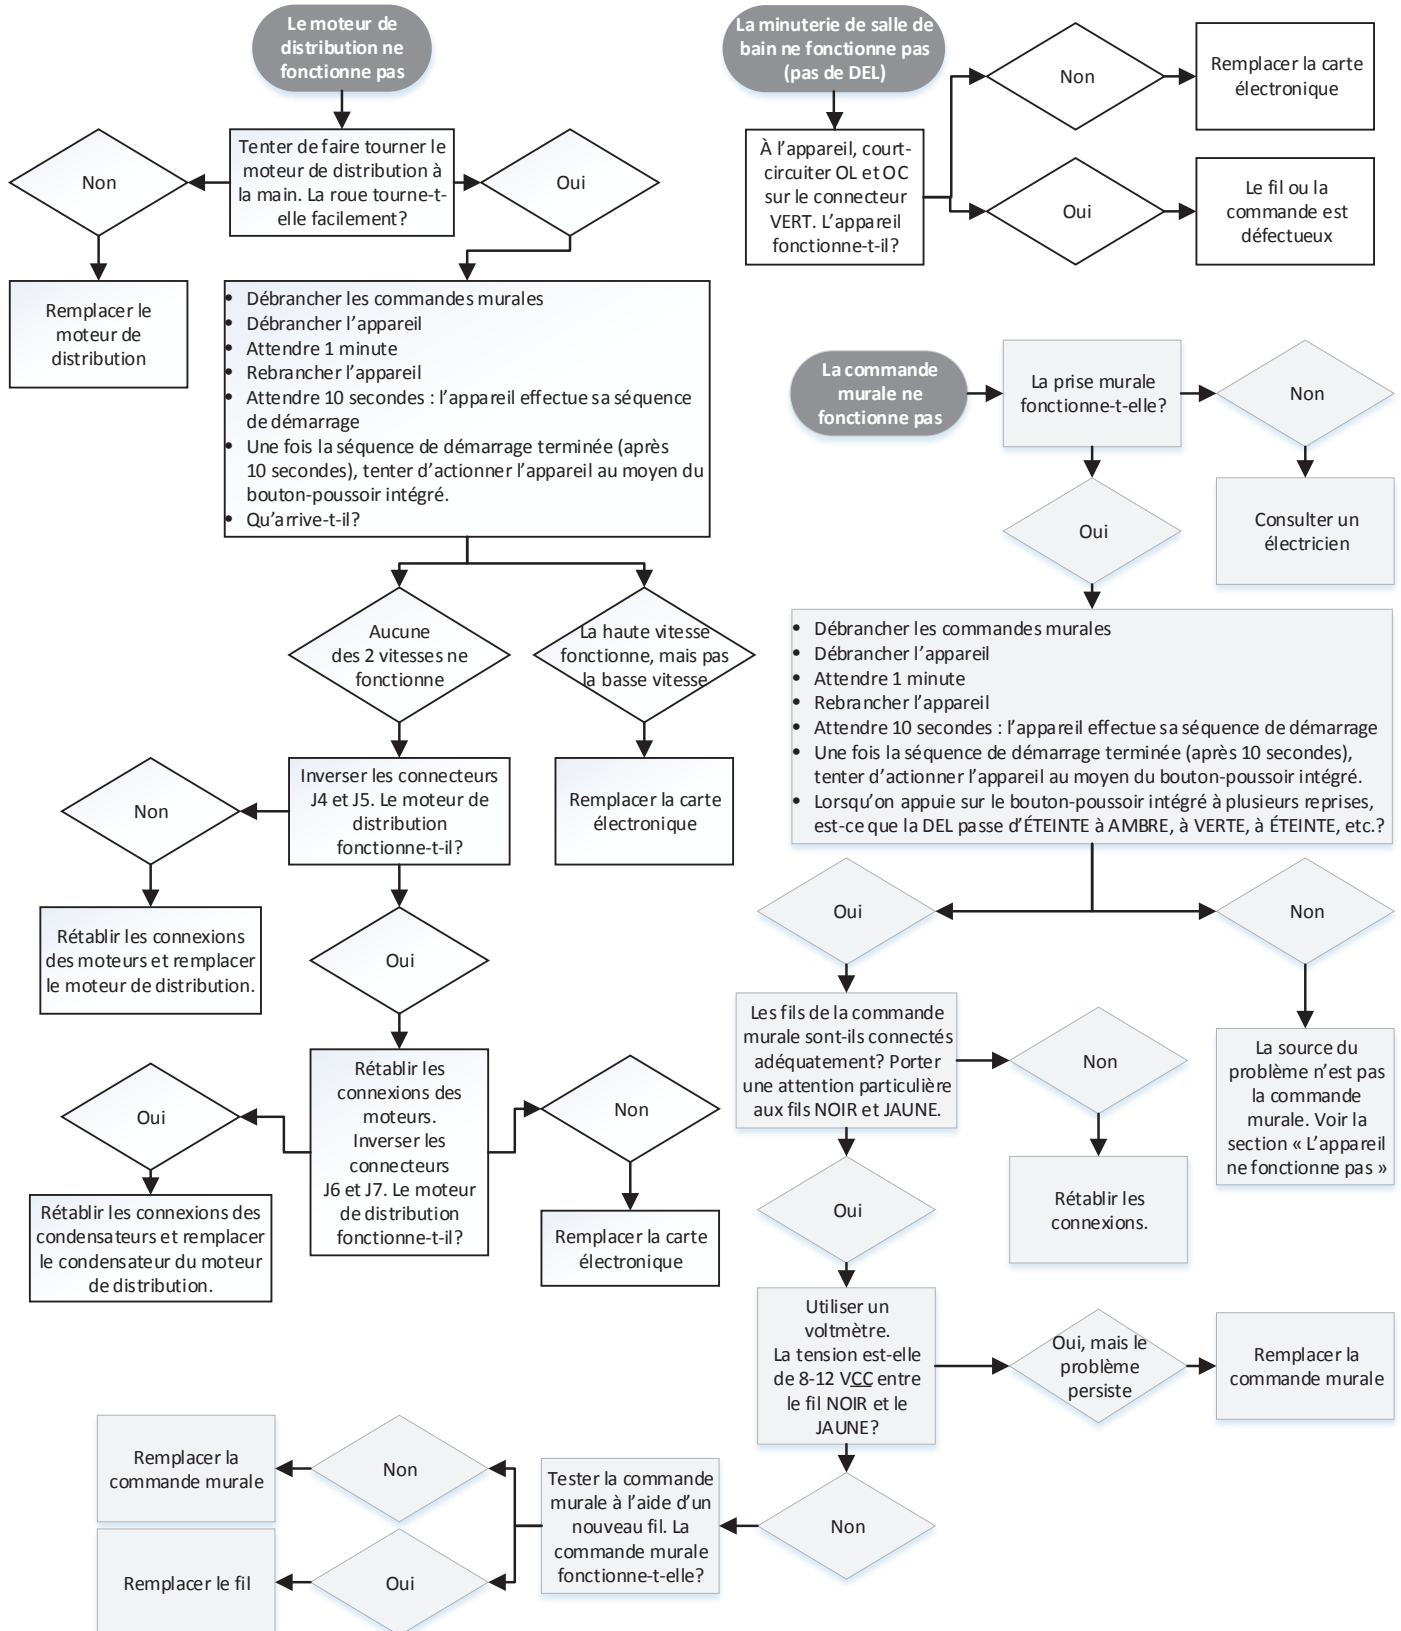 Le moteur de
distribution ne
fonctionne pas
Tenter de faire tourner le
moteur de distribution à
la main. La roue tourne-t-
elle facilement?
Non
Oui
Remplacer le
moteur de
distribution
• Débrancher les commandes murales
• Débrancher l'appareil
• Attendre 1 minute
• Rebrancher l'appareil
• Attendre 10 secondes : l'appareil effectue sa séquence
de démarrage
• Une fois la séquence de démarrage terminée (après
10 secondes), tenter d'actionner l'appareil au moyen du
bouton-poussoir intégré.
• Qu'arrive-t-il?
Aucune
des 2 vitesses ne
fonctionne
La haute vitesse
fonctionne, mais pas
la basse vitesse
Inverser les connecteurs
J4 et J5. Le moteur de
distribution
fonctionne-t-il?
Remplacer la carte
électronique
Non
Rétablir les connexions
des moteurs et remplacer
le moteur de distribution.
Oui
Rétablir les
connexions des
moteurs.
Inverser les
connecteurs
J6 et J7. Le moteur
de distribution
fonctionne-t-il?
Oui
Rétablir les connexions des
condensateurs et remplacer
le condensateur du moteur
de distribution.
Non
Remplacer la carte
électronique
La minuterie de salle de
bain ne fonctionne pas
(pas de DEL)
À l'appareil, court-
circuiter OL et OC
sur le connecteur
VERT. L'appareil
fonctionne-t-il?
Non
Remplacer la carte
électronique
Oui
Le fil ou la
commande est
défectueux
La commande
murale ne
fonctionne pas
La prise murale
fonctionne-t-elle?
Non
Consulter un
électricien
Oui
• Débrancher les commandes murales
• Débrancher l'appareil
• Attendre 1 minute
• Rebrancher l'appareil
• Attendre 10 secondes : l'appareil effectue sa séquence de démarrage
• Une fois la séquence de démarrage terminée (après 10 secondes),
tenter d'actionner l'appareil au moyen du bouton-poussoir intégré.
• Lorsqu'on appuie sur le bouton-poussoir intégré à plusieurs reprises,
est-ce que la DEL passe d'ÉTEINTE à AMBRE, à VERTE, à ÉTEINTE, etc.?
Oui
Non
La source du
problème n'est pas
la commande
murale. Voir la
section « L'appareil
ne fonctionne pas »
Les fils de la commande
murale sont-ils connectés
adéquatement? Porter
une attention particulière
aux fils NOIR et JAUNE.
Non
Rétablir les
connexions.
Oui
Utiliser un
voltmètre.
La tension est-elle
de 8-12 VCC entre
le fil NOIR et le
JAUNE?
Oui, mais le
problème
persiste
Remplacer la
commande murale
Non
Tester la commande
murale à l'aide d'un
nouveau fil. La
commande murale
fonctionne-t-elle?
Non
Remplacer la
commande murale
Oui
Remplacer le fil